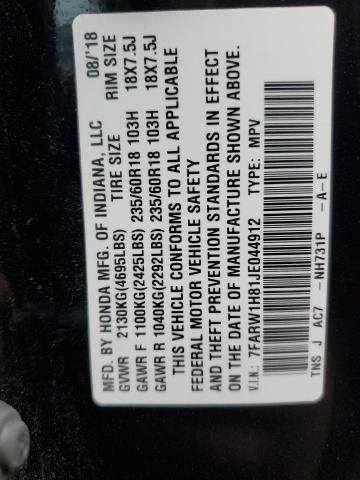 MFD. BY HONDA MFG. OF INDIANA, LLC 08/'18
GVWR 2130KG(4695LBS) TIRE SIZE RIM SIZE
GAWR F 1100KG(2425LBS) 235/60R18 103H 18X7.5J
GAWR R 1040KG(2292LBS) 235/60R18 103H 18X7.5J
THIS VEHICLE CONFORMS TO ALL APPLICABLE
FEDERAL MOTOR VEHICLE SAFETY
AND THEFT PREVENTION STANDARDS IN EFFECT
ON THE DATE OF MANUFACTURE SHOWN ABOVE.
V.I.N.: 7FARW1H81JE044912 TYPE: MPV
TNS J AC7 -NH731P -A-E